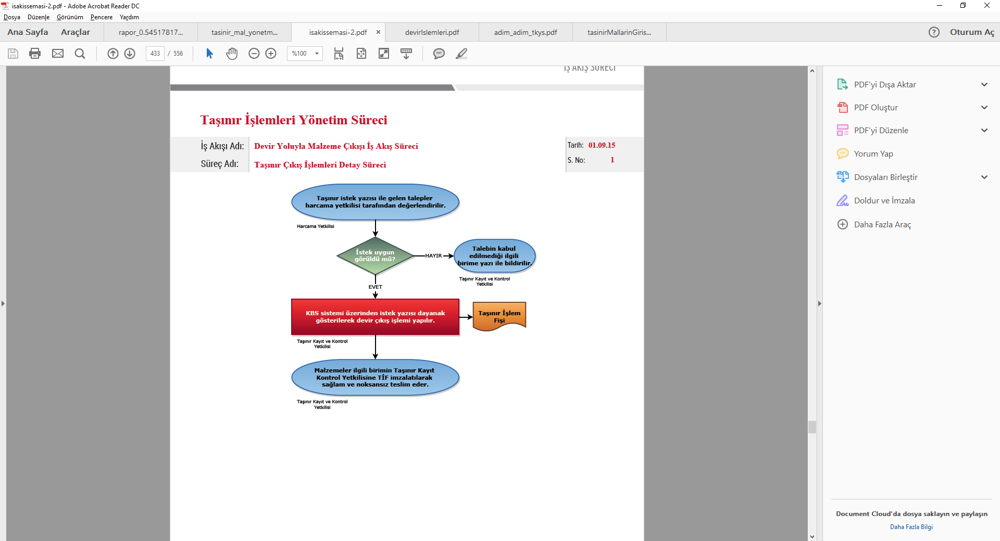 isakissemasi-2.pdf - Adobe Acrobat Reader DC
Dosya Düzenle Görünüm Pencere Yardım
Ana Sayfa Araçlar rapor_0.54517817... tasinir_mal_yonetm... isakissemasi-2.pdf × devirIslemleri.pdf adim_adim_tkys.pdf tasinirMallarinGiris... ? Oturum Aç
433 / 556 %100
İŞ AKIŞ SÜRECİ
Taşınır İşlemleri Yönetim Süreci
İş Akışı Adı: Devir Yoluyla Malzeme Çıkışı İş Akış Süreci
Tarih: 01.09.15
Süreç Adı: Taşınır Çıkış İşlemleri Detay Süreci
S. No: 1
Taşınır istek yazısı ile gelen talepler
harcama yetkilisi tarafından değerlendirilir.
Harcama Yetkilisi
İstek uygun
görüldü mü?
HAYIR
Talebin kabul
edilmediği ilgili
birime yazı ile bildirilir.
Taşınır Kayıt ve Kontrol
Yetkilisi
EVET
KBS sistemi üzerinden istek yazısı dayanak
gösterilerek devir çıkış işlemi yapılır.
Taşınır İşlem
Fişi
Taşınır Kayıt ve Kontrol
Yetkilisi
Malzemeler ilgili birimin Taşınır Kayıt
Kontrol Yetkilisine TİF imzalatılarak
sağlam ve noksansız teslim eder.
Taşınır Kayıt ve Kontrol
Yetkilisi
PDF'yi Dışa Aktar
PDF Oluştur
PDF'yi Düzenle
Yorum Yap
Dosyaları Birleştir
Doldur ve İmzala
Daha Fazla Araç
Document Cloud'da dosya saklayın ve paylaşın
Daha Fazla Bilgi